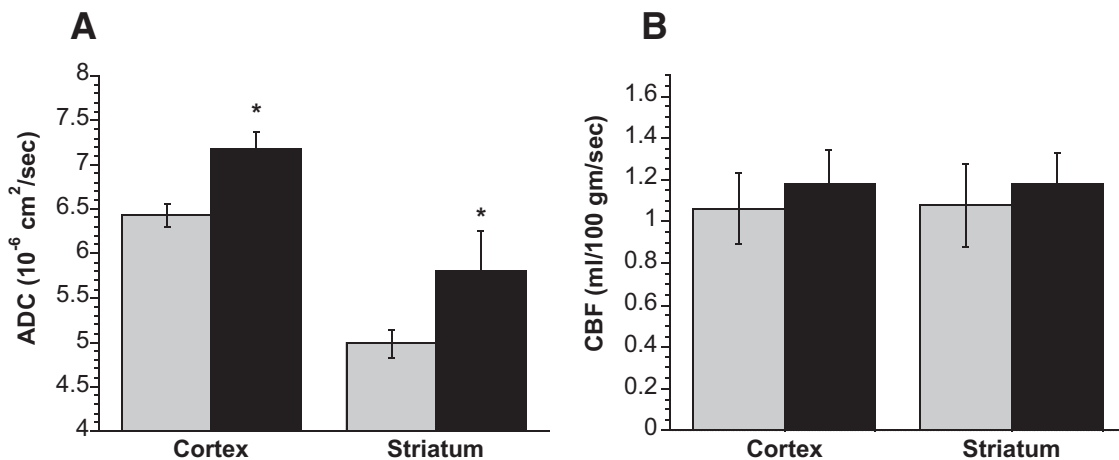 A
ADC (10⁻⁶ cm²/sec)
8
7.5
7
6.5
6
5.5
5
4.5
4
*
*
Cortex
Striatum
B
CBF (ml/100 gm/sec)
1.6
1.4
1.2
1
0.8
0.6
0.4
0.2
0
Cortex
Striatum